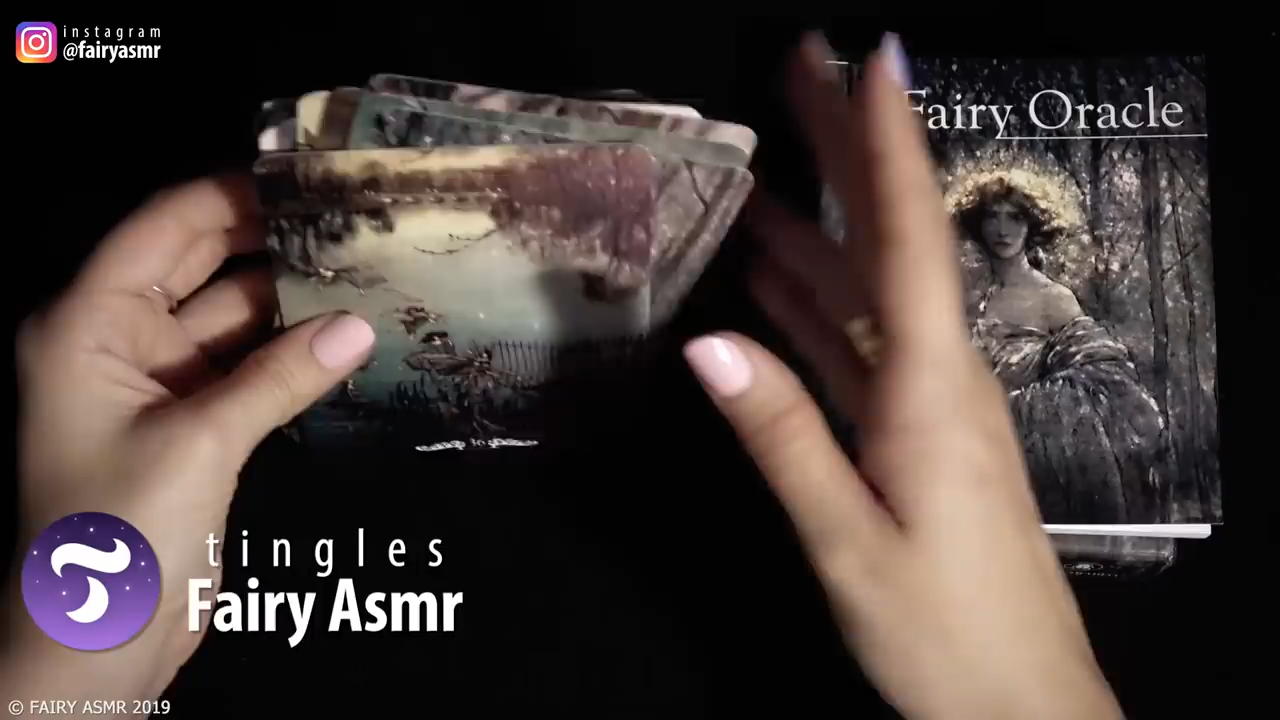 instagram
@fairyasmr
Fairy Oracle
tingles
Fairy Asmr
© FAIRY ASMR 2019